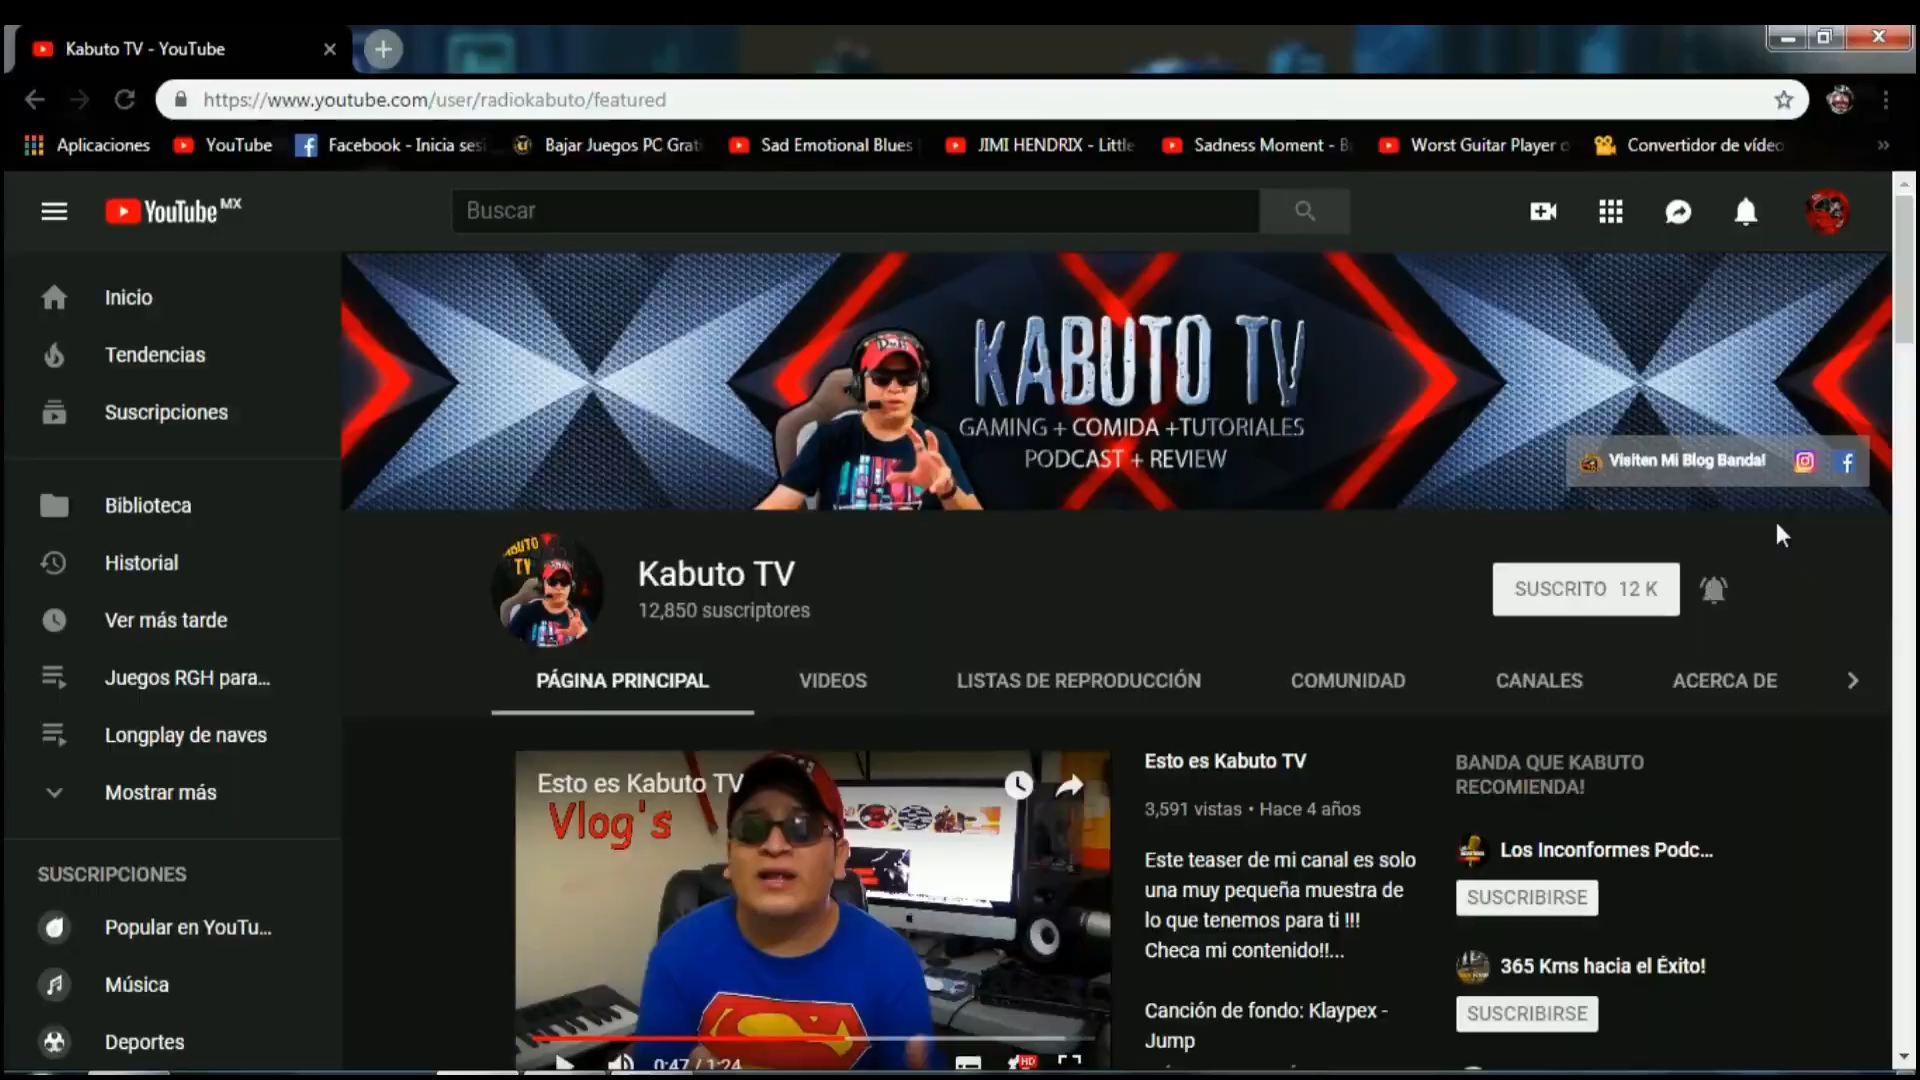 Kabuto TV - YouTube
https://www.youtube.com/user/radiokabuto/featured
Aplicaciones
YouTube
Facebook - Inicia ses
Bajar Juegos PC Grat
Sad Emotional Blues
JIMI HENDRIX - Little
Sadness Moment - B
Worst Guitar Player o
Convertidor de vídeo
YouTube MX
Buscar
Inicio
Tendencias
Suscripciones
Biblioteca
Historial
Ver más tarde
Juegos RGH para...
Longplay de naves
Mostrar más
SUSCRIPCIONES
Popular en YouTu...
Música
Deportes
KABUTO TV
GAMING + COMIDA +TUTORIALES
PODCAST + REVIEW
Visiten Mi Blog Banda!
Kabuto TV
12,850 suscriptores
SUSCRITO 12 K
PÁGINA PRINCIPAL
VIDEOS
LISTAS DE REPRODUCCIÓN
COMUNIDAD
CANALES
ACERCA DE
Esto es Kabuto TV
Vlog's
0:47 / 1:24
HD
Esto es Kabuto TV
3,591 vistas • Hace 4 años
Este teaser de mi canal es solo
una muy pequeña muestra de
lo que tenemos para ti !!!
Checa mi contenido!!...
Canción de fondo: Klaypex -
Jump
BANDA QUE KABUTO
RECOMIENDA!
Los Inconformes Podc...
SUSCRIBIRSE
365 Kms hacia el Éxito!
SUSCRIBIRSE